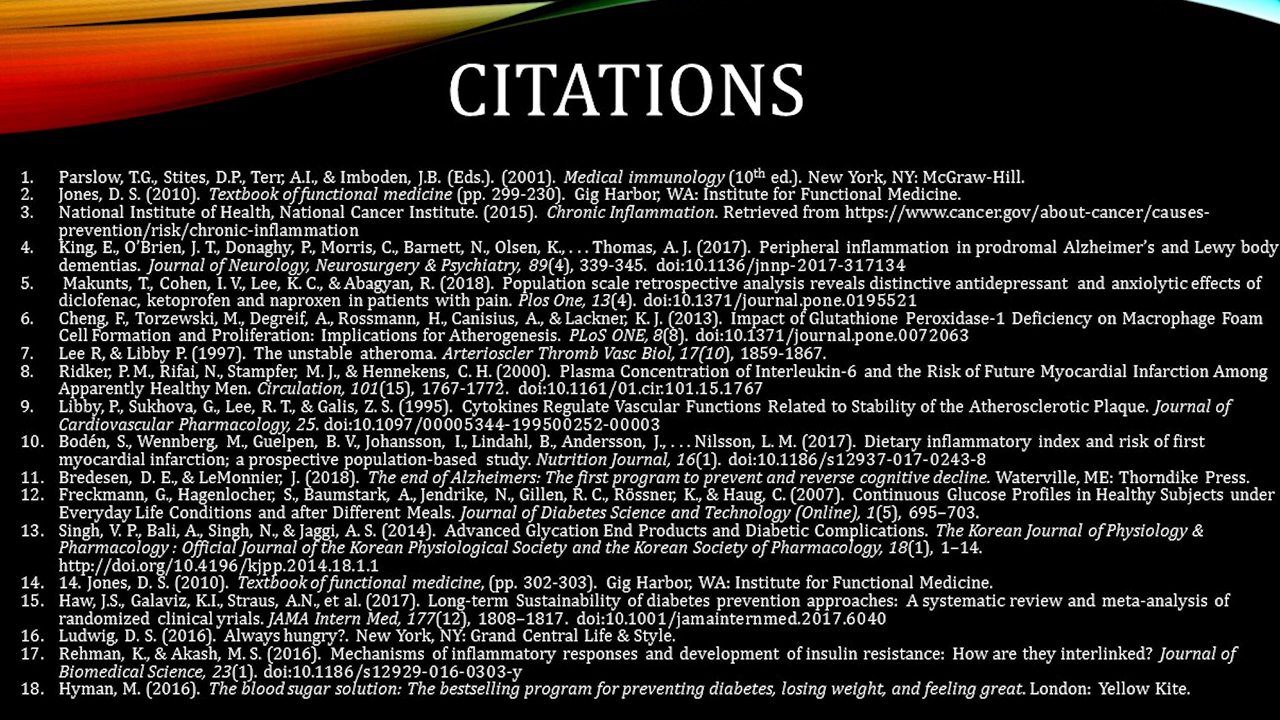 CITATIONS
1. Parslow, T.G., Stites, D.P., Terr, A.I., & Imboden, J.B. (Eds.). (2001). Medical immunology (10th ed.). New York, NY: McGraw-Hill.
2. Jones, D. S. (2010). Textbook of functional medicine (pp. 299-230). Gig Harbor, WA: Institute for Functional Medicine.
3. National Institute of Health, National Cancer Institute. (2015). Chronic Inflammation. Retrieved from https://www.cancer.gov/about-cancer/causes-
prevention/risk/chronic-inflammation
4. King, E., O’Brien, J. T., Donaghy, P., Morris, C., Barnett, N., Olsen, K., . . . Thomas, A. J. (2017). Peripheral inflammation in prodromal Alzheimer’s and Lewy body
dementias. Journal of Neurology, Neurosurgery & Psychiatry, 89(4), 339-345. doi:10.1136/jnnp-2017-317134
5. Makunts, T., Cohen, I. V., Lee, K. C., & Abagyan, R. (2018). Population scale retrospective analysis reveals distinctive antidepressant and anxiolytic effects of
diclofenac, ketoprofen and naproxen in patients with pain. Plos One, 13(4). doi:10.1371/journal.pone.0195521
6. Cheng, F., Torzewski, M., Degreif, A., Rossmann, H., Canisius, A., & Lackner, K. J. (2013). Impact of Glutathione Peroxidase-1 Deficiency on Macrophage Foam
Cell Formation and Proliferation: Implications for Atherogenesis. PLoS ONE, 8(8). doi:10.1371/journal.pone.0072063
7. Lee R, & Libby P. (1997). The unstable atheroma. Arterioscler Thromb Vasc Biol, 17(10), 1859-1867.
8. Ridker, P. M., Rifai, N., Stampfer, M. J., & Hennekens, C. H. (2000). Plasma Concentration of Interleukin-6 and the Risk of Future Myocardial Infarction Among
Apparently Healthy Men. Circulation, 101(15), 1767-1772. doi:10.1161/01.cir.101.15.1767
9. Libby, P., Sukhova, G., Lee, R. T., & Galis, Z. S. (1995). Cytokines Regulate Vascular Functions Related to Stability of the Atherosclerotic Plaque. Journal of
Cardiovascular Pharmacology, 25. doi:10.1097/00005344-199500252-00003
10. Bodén, S., Wennberg, M., Guelpen, B. V., Johansson, I., Lindahl, B., Andersson, J., . . . Nilsson, L. M. (2017). Dietary inflammatory index and risk of first
myocardial infarction; a prospective population-based study. Nutrition Journal, 16(1). doi:10.1186/s12937-017-0243-8
11. Bredesen, D. E., & LeMonnier, J. (2018). The end of Alzheimers: The first program to prevent and reverse cognitive decline. Waterville, ME: Thorndike Press.
12. Freckmann, G., Hagenlocher, S., Baumstark, A., Jendrike, N., Gillen, R. C., Rössner, K., & Haug, C. (2007). Continuous Glucose Profiles in Healthy Subjects under
Everyday Life Conditions and after Different Meals. Journal of Diabetes Science and Technology (Online), 1(5), 695–703.
13. Singh, V. P., Bali, A., Singh, N., & Jaggi, A. S. (2014). Advanced Glycation End Products and Diabetic Complications. The Korean Journal of Physiology &
Pharmacology : Official Journal of the Korean Physiological Society and the Korean Society of Pharmacology, 18(1), 1–14.
http://doi.org/10.4196/kjpp.2014.18.1.1
14. 14. Jones, D. S. (2010). Textbook of functional medicine, (pp. 302-303). Gig Harbor, WA: Institute for Functional Medicine.
15. Haw, J.S., Galaviz, K.I., Straus, A.N., et al. (2017). Long-term Sustainability of diabetes prevention approaches: A systematic review and meta-analysis of
randomized clinical yrials. JAMA Intern Med, 177(12), 1808–1817. doi:10.1001/jamainternmed.2017.6040
16. Ludwig, D. S. (2016). Always hungry?. New York, NY: Grand Central Life & Style.
17. Rehman, K., & Akash, M. S. (2016). Mechanisms of inflammatory responses and development of insulin resistance: How are they interlinked? Journal of
Biomedical Science, 23(1). doi:10.1186/s12929-016-0303-y
18. Hyman, M. (2016). The blood sugar solution: The bestselling program for preventing diabetes, losing weight, and feeling great. London: Yellow Kite.